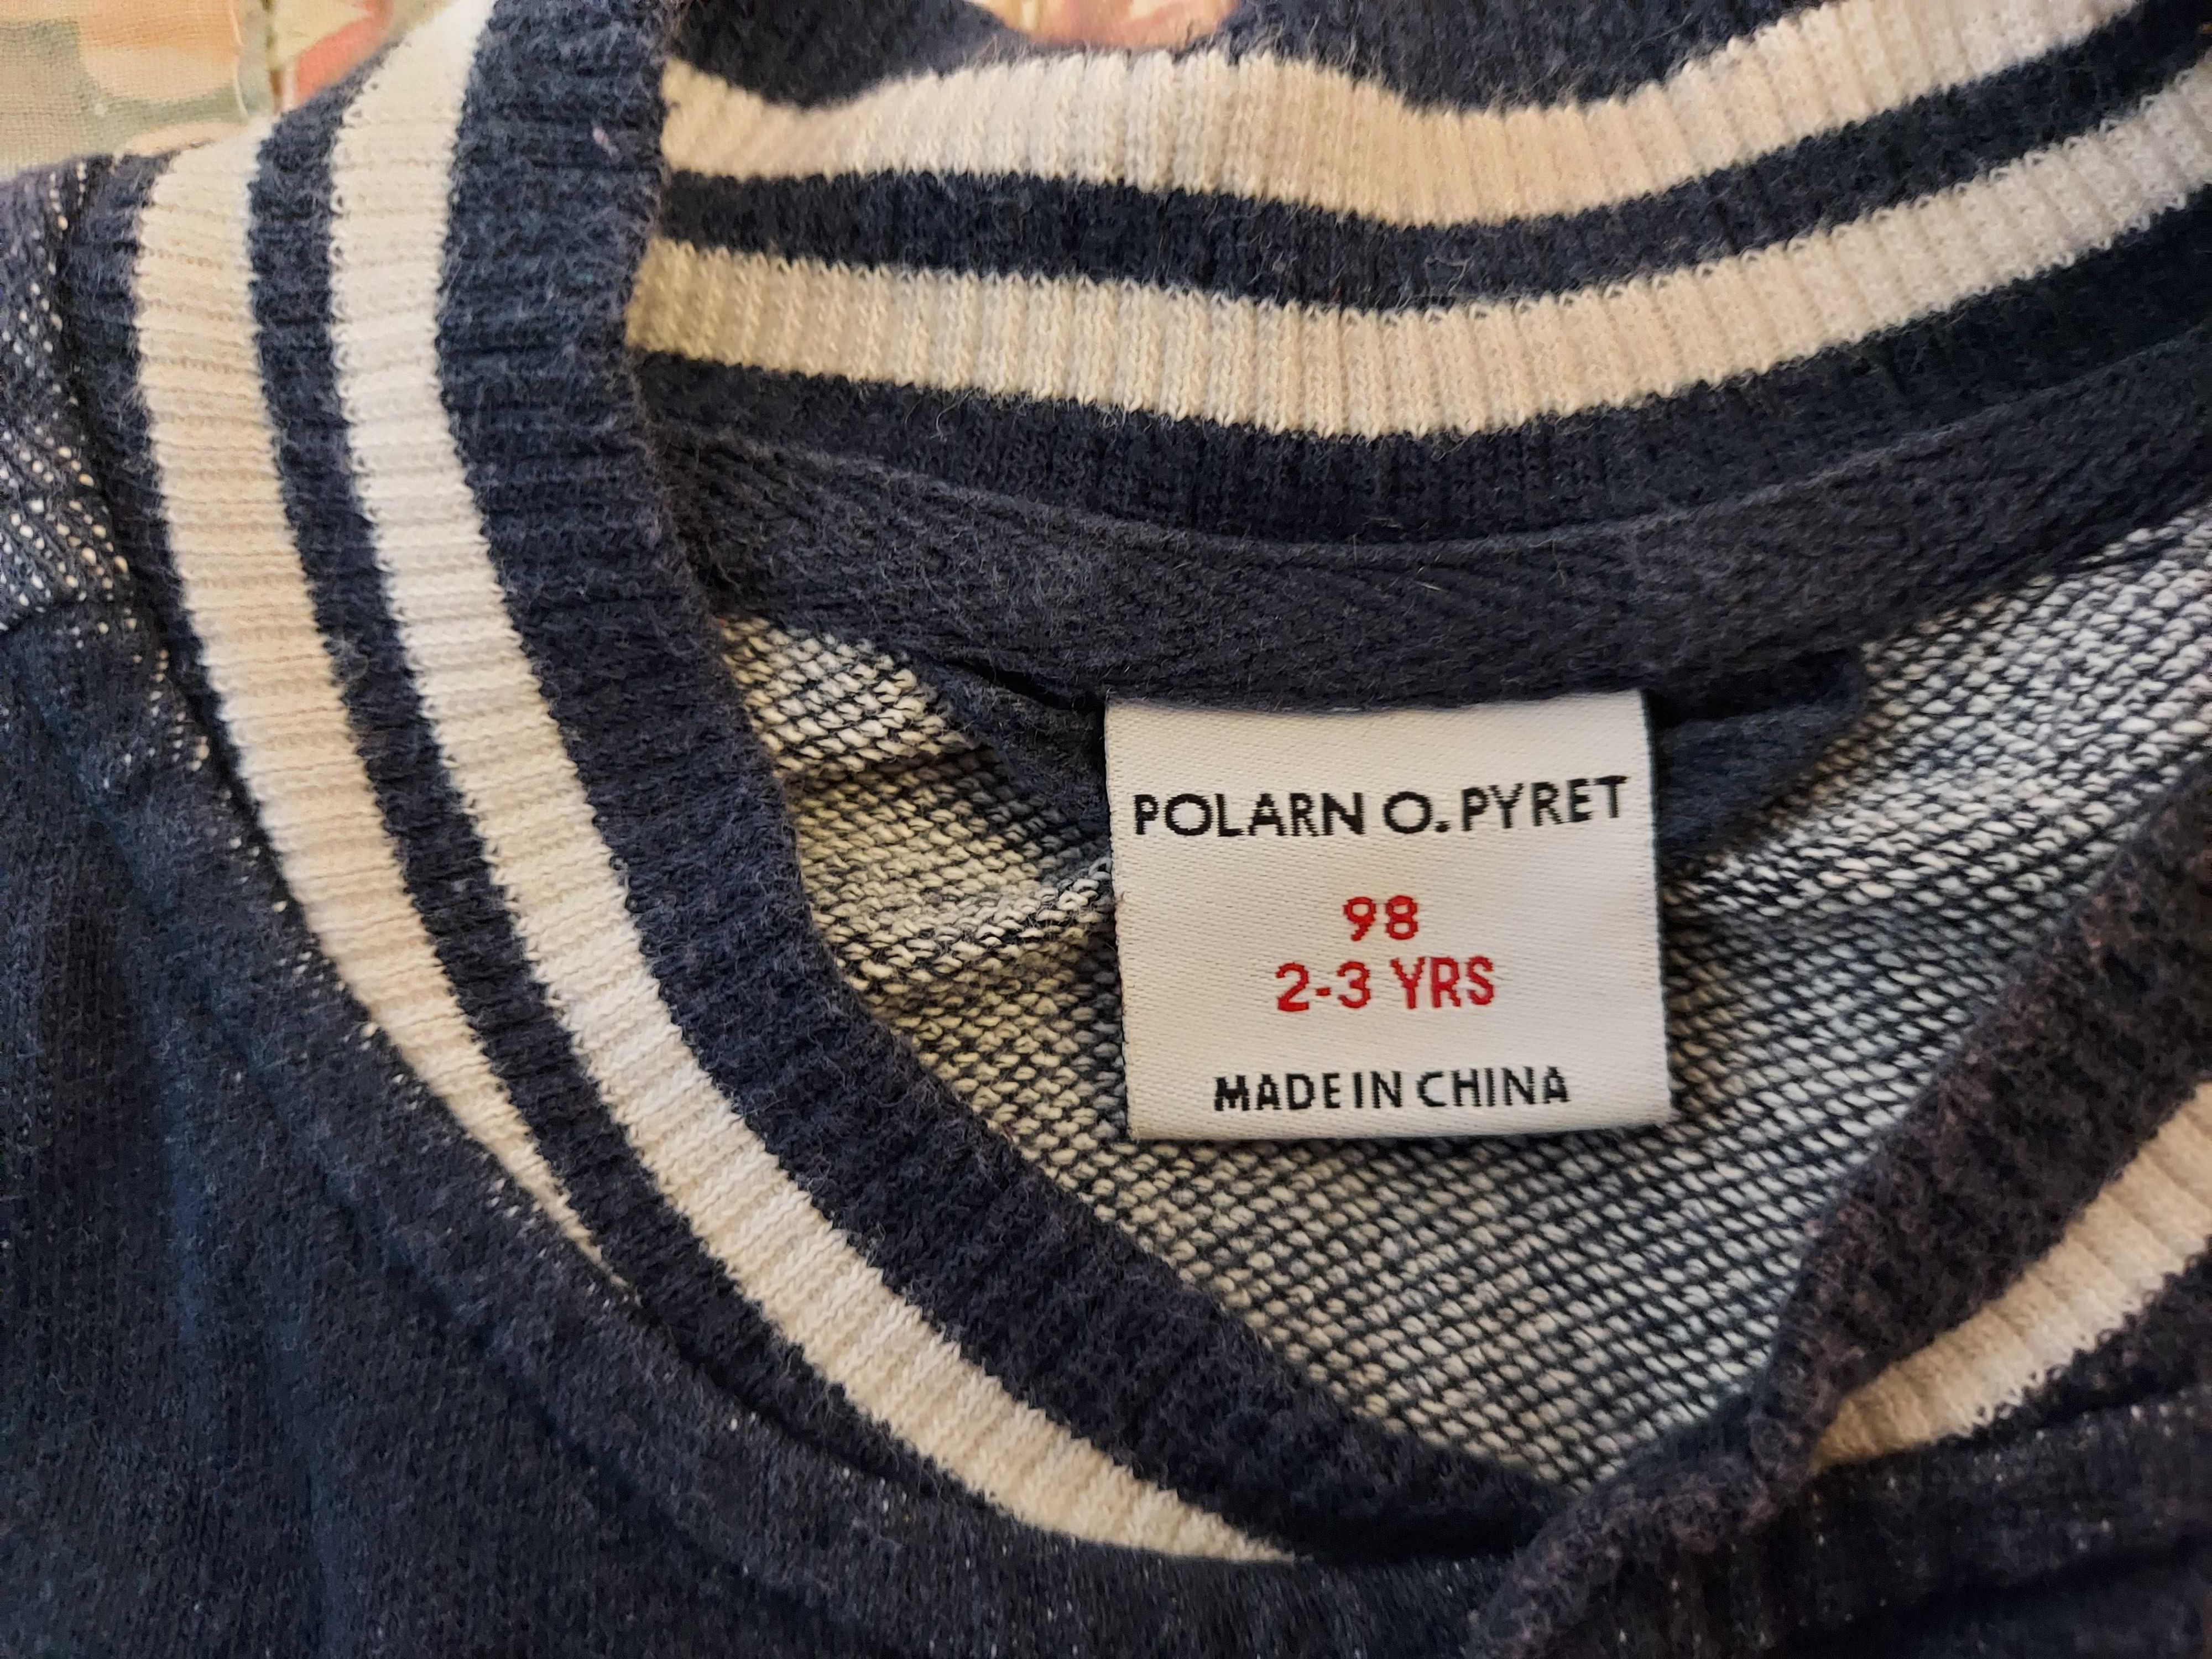 POLARN O. PYRET
98
2-3 YRS
MADE IN CHINA